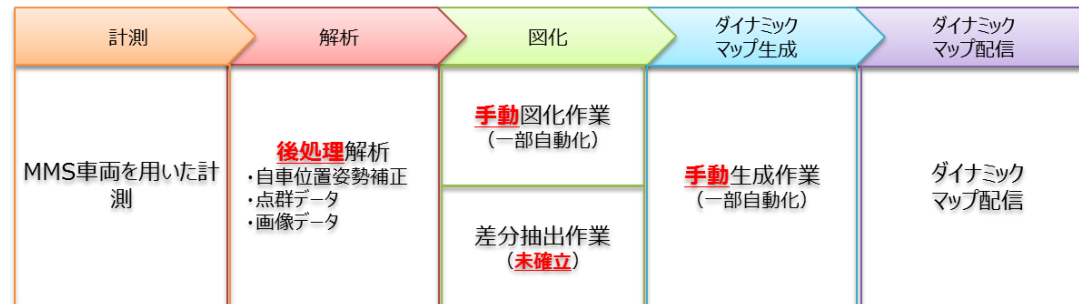 計測
解析
図化
ダイナミック
マップ生成
ダイナミック
マップ配信
MMS車両を用いた計
測
後処理解析
・自車位置姿勢補正
・点群データ
・画像データ
手動図化作業
（一部自動化）
差分抽出作業
（未確立）
手動生成作業
（一部自動化）
ダイナミック
マップ配信